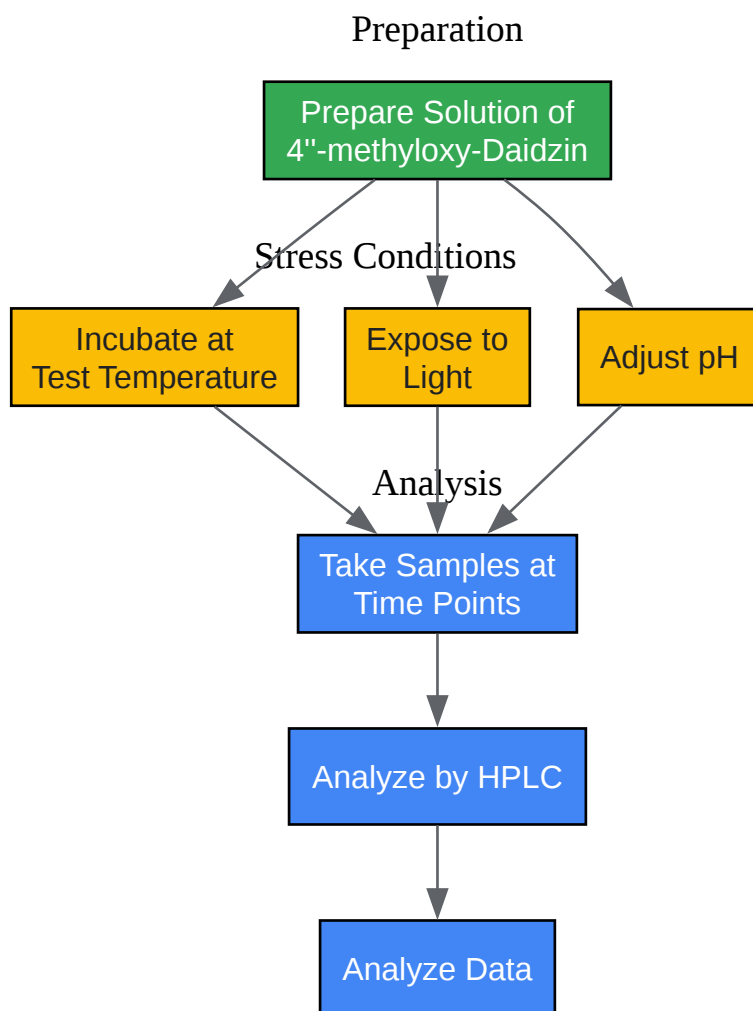 Preparation
Prepare Solution of
4''-methyloxy-Daidzin
Stress Conditions
Incubate at
Test Temperature
Expose to
Light
Adjust pH
Analysis
Take Samples at
Time Points
Analyze by HPLC
Analyze Data